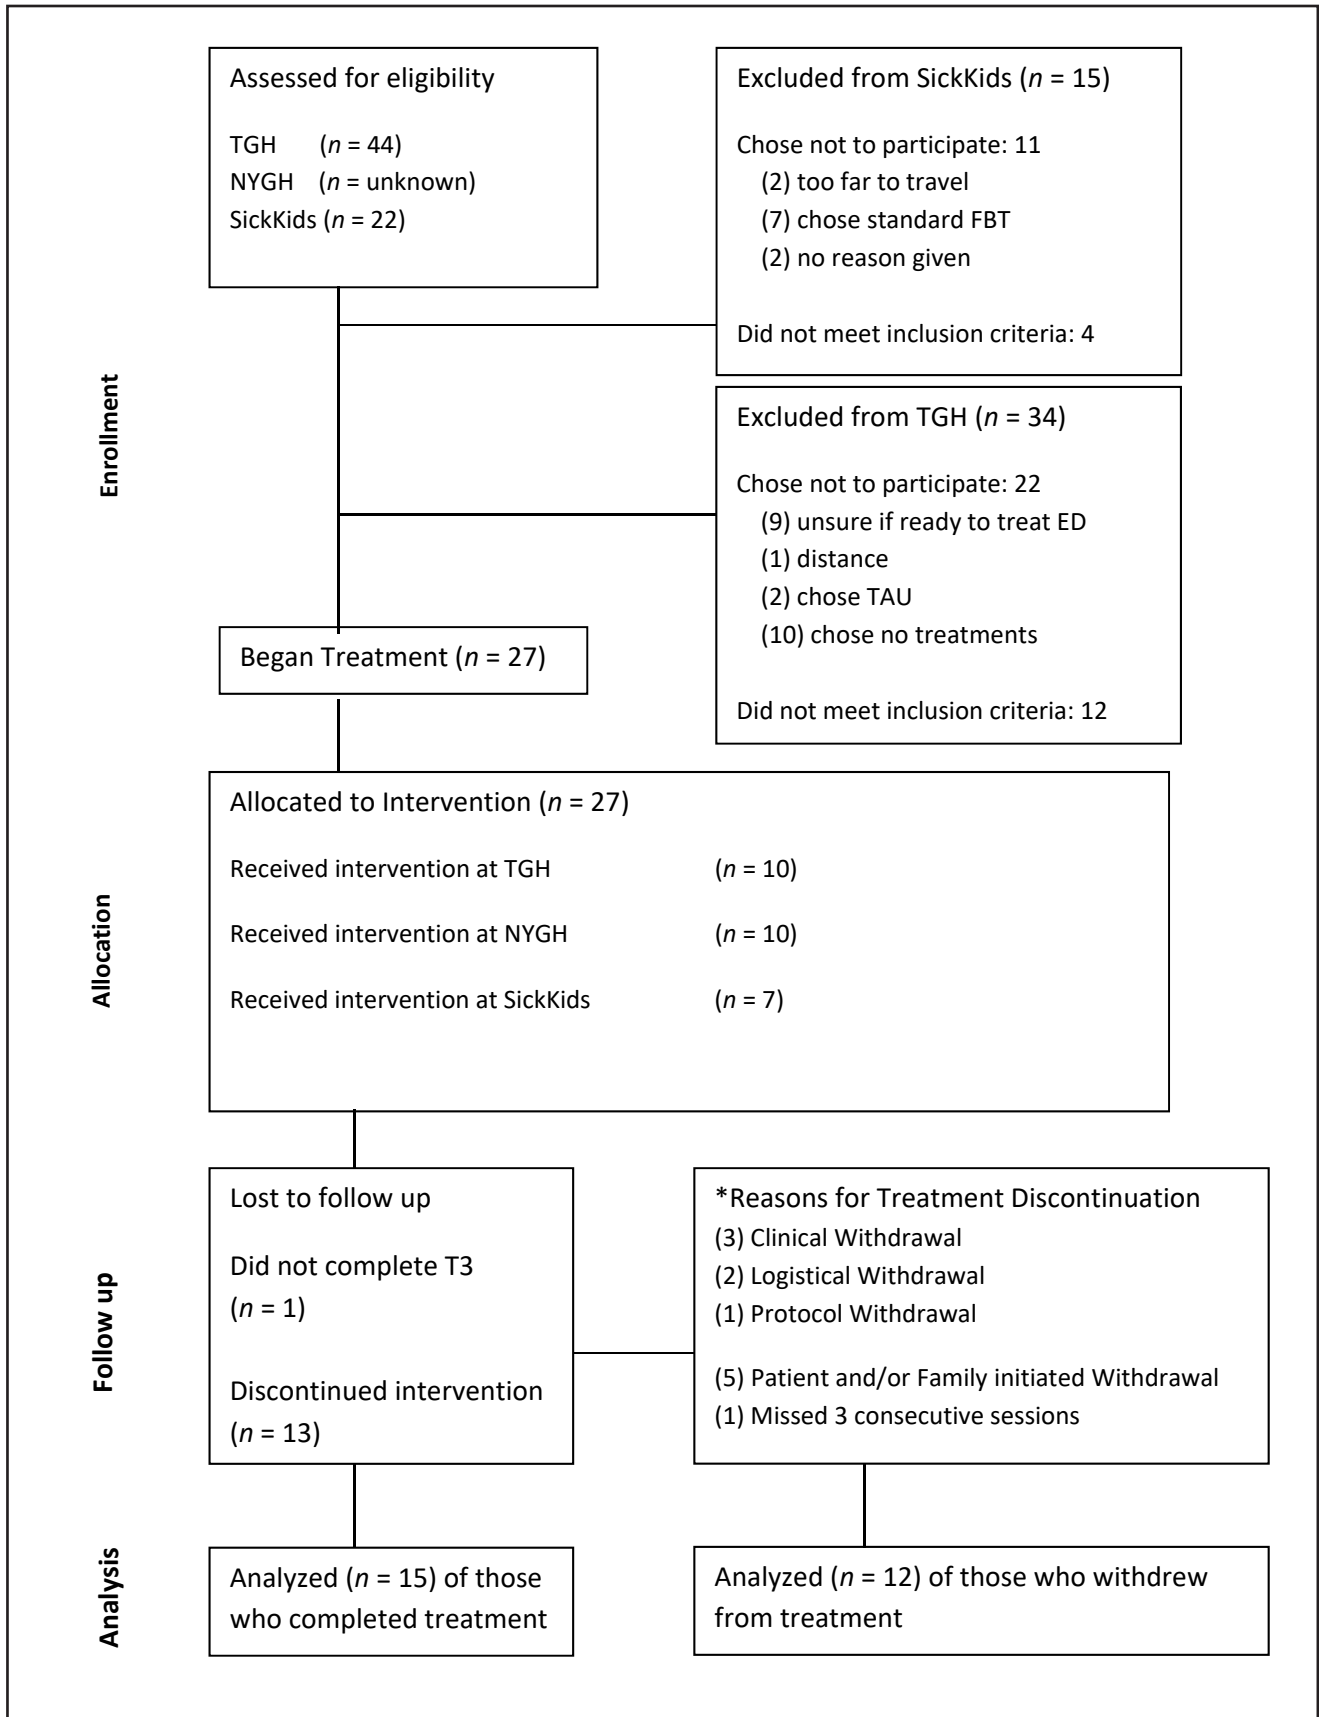 Assessed for eligibility
TGH (n = 44)
NYGH (n = unknown)
SickKids (n = 22)
Excluded from SickKids (n = 15)
Chose not to participate: 11
(2) too far to travel
(7) chose standard FBT
(2) no reason given
Did not meet inclusion criteria: 4
Enrollment
Excluded from TGH (n = 34)
Chose not to participate: 22
(9) unsure if ready to treat ED
(1) distance
(2) chose TAU
(10) chose no treatments
Did not meet inclusion criteria: 12
Began Treatment (n = 27)
Allocation
Allocated to Intervention (n = 27)
Received intervention at TGH (n = 10)
Received intervention at NYGH (n = 10)
Received intervention at SickKids (n = 7)
Follow up
Lost to follow up
Did not complete T3
(n = 1)
Discontinued intervention
(n = 13)
*Reasons for Treatment Discontinuation
(3) Clinical Withdrawal
(2) Logistical Withdrawal
(1) Protocol Withdrawal
(5) Patient and/or Family initiated Withdrawal
(1) Missed 3 consecutive sessions
Analysis
Analyzed (n = 15) of those
who completed treatment
Analyzed (n = 12) of those who withdrew
from treatment